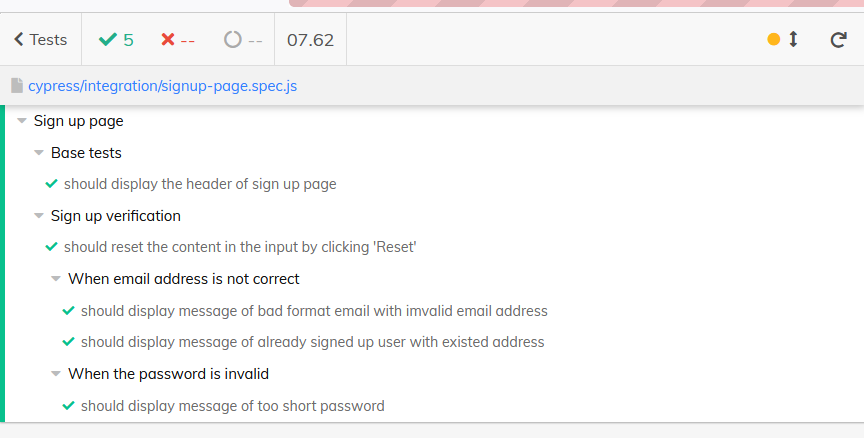 Tests 5 -- -- 07.62
cypress/integration/signup-page.spec.js
Sign up page
Base tests
should display the header of sign up page
Sign up verification
should reset the content in the input by clicking 'Reset'
When email address is not correct
should display message of bad format email with imvalid email address
should display message of already signed up user with existed address
When the password is invalid
should display message of too short password